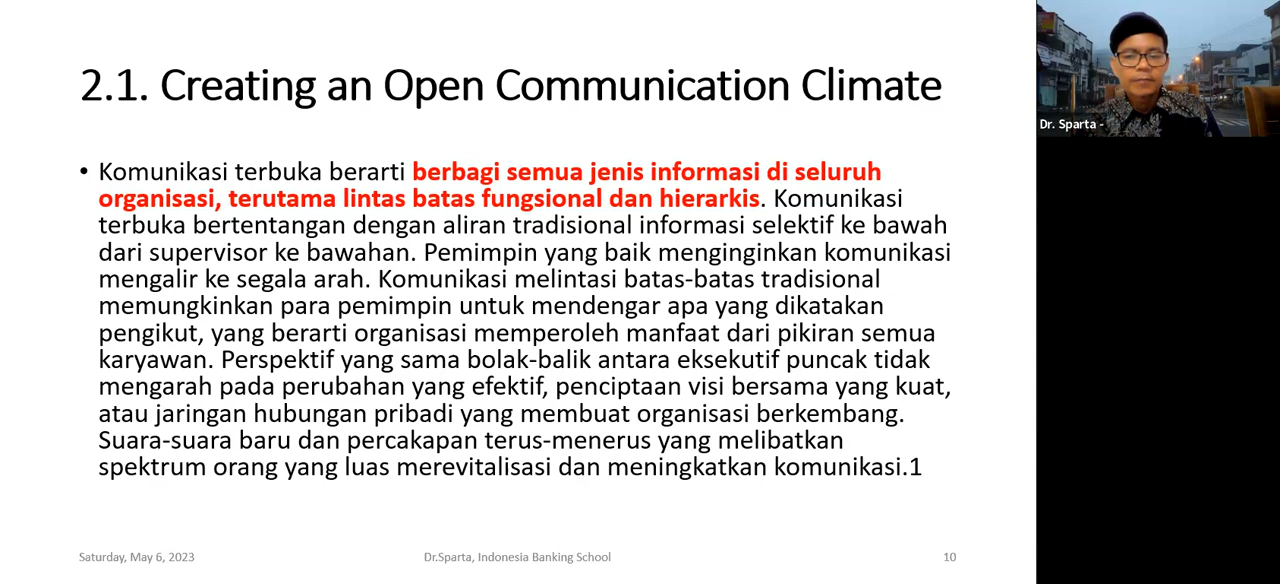 2.1. Creating an Open Communication Climate
• Komunikasi terbuka berarti berbagi semua jenis informasi di seluruh
organisasi, terutama lintas batas fungsional dan hierarkis. Komunikasi
terbuka bertentangan dengan aliran tradisional informasi selektif ke bawah
dari supervisor ke bawahan. Pemimpin yang baik menginginkan komunikasi
mengalir ke segala arah. Komunikasi melintasi batas-batas tradisional
memungkinkan para pemimpin untuk mendengar apa yang dikatakan
pengikut, yang berarti organisasi memperoleh manfaat dari pikiran semua
karyawan. Perspektif yang sama bolak-balik antara eksekutif puncak tidak
mengarah pada perubahan yang efektif, penciptaan visi bersama yang kuat,
atau jaringan hubungan pribadi yang membuat organisasi berkembang.
Suara-suara baru dan percakapan terus-menerus yang melibatkan
spektrum orang yang luas merevitalisasi dan meningkatkan komunikasi.1
Saturday, May 6, 2023
Dr.Sparta, Indonesia Banking School
10
Dr. Sparta -